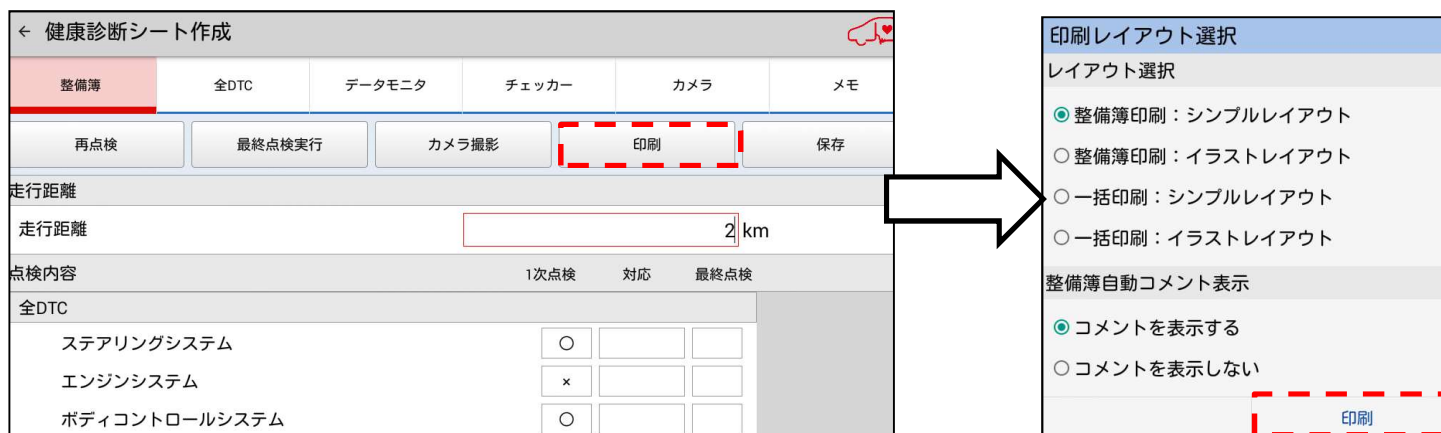 ← 健康診断シート作成
整備簿 全DTC データモニタ チェッカー カメラ メモ
再点検 最終点検実行 カメラ撮影 印刷 保存
走行距離
走行距離 2 km
点検内容 1次点検 対応 最終点検
全DTC
ステアリングシステム ○
エンジンシステム ×
ボディコントロールシステム ○
印刷レイアウト選択
レイアウト選択
整備簿印刷：シンプルレイアウト
整備簿印刷：イラストレイアウト
一括印刷：シンプルレイアウト
一括印刷：イラストレイアウト
整備簿自動コメント表示
コメントを表示する
コメントを表示しない
印刷